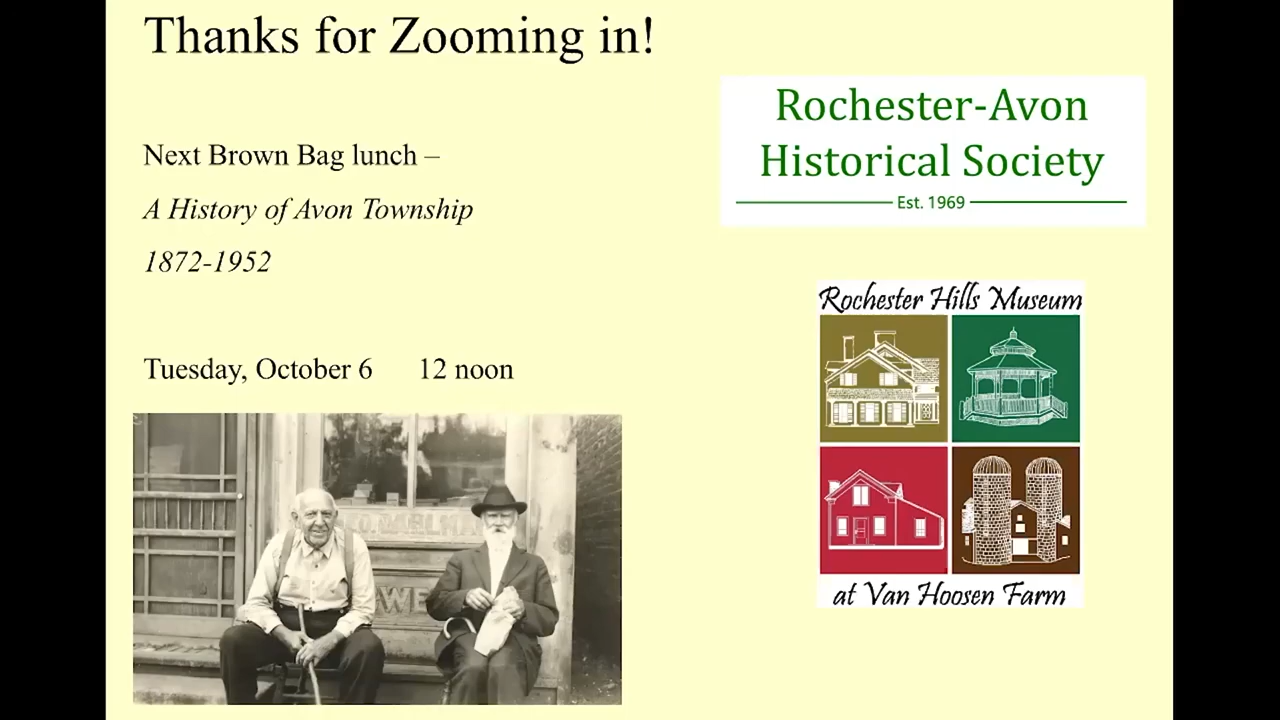 Thanks for Zooming in!
Next Brown Bag lunch –
A History of Avon Township
1872-1952
Tuesday, October 6 12 noon
Rochester-Avon
Historical Society
Est. 1969
Rochester Hills Museum
at Van Hoosen Farm